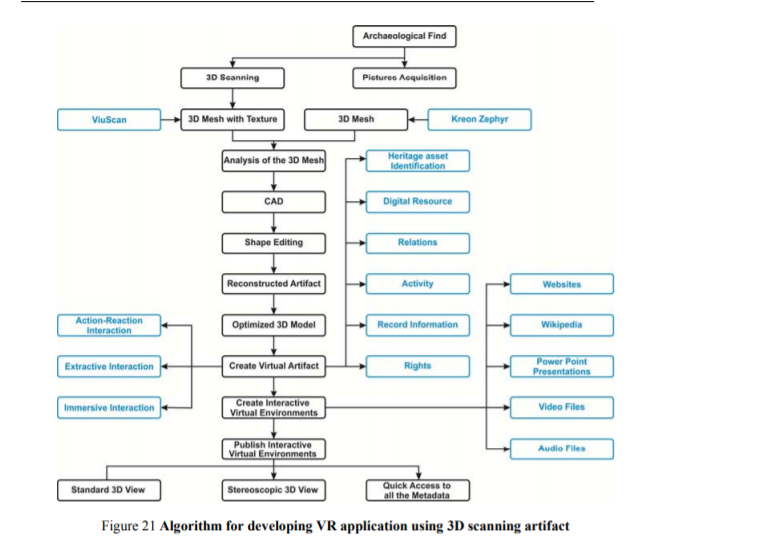 Archaeological Find
3D Scanning
Pictures Acquisition
ViuScan
3D Mesh with Texture
3D Mesh
Kreon Zephyr
Analysis of the 3D Mesh
Heritage asset
Identification
CAD
Digital Resource
Shape Editing
Relations
Reconstructed Artifact
Activity
Websites
Action-Reaction
Interaction
Optimized 3D Model
Record Information
Wikipedia
Extractive Interaction
Create Virtual Artifact
Rights
Power Point
Presentations
Immersive Interaction
Create Interactive
Virtual Environments
Video Files
Publish Interactive
Virtual Environments
Audio Files
Standard 3D View
Stereoscopic 3D View
Quick Access to
all the Metadata
Figure 21 Algorithm for developing VR application using 3D scanning artifact